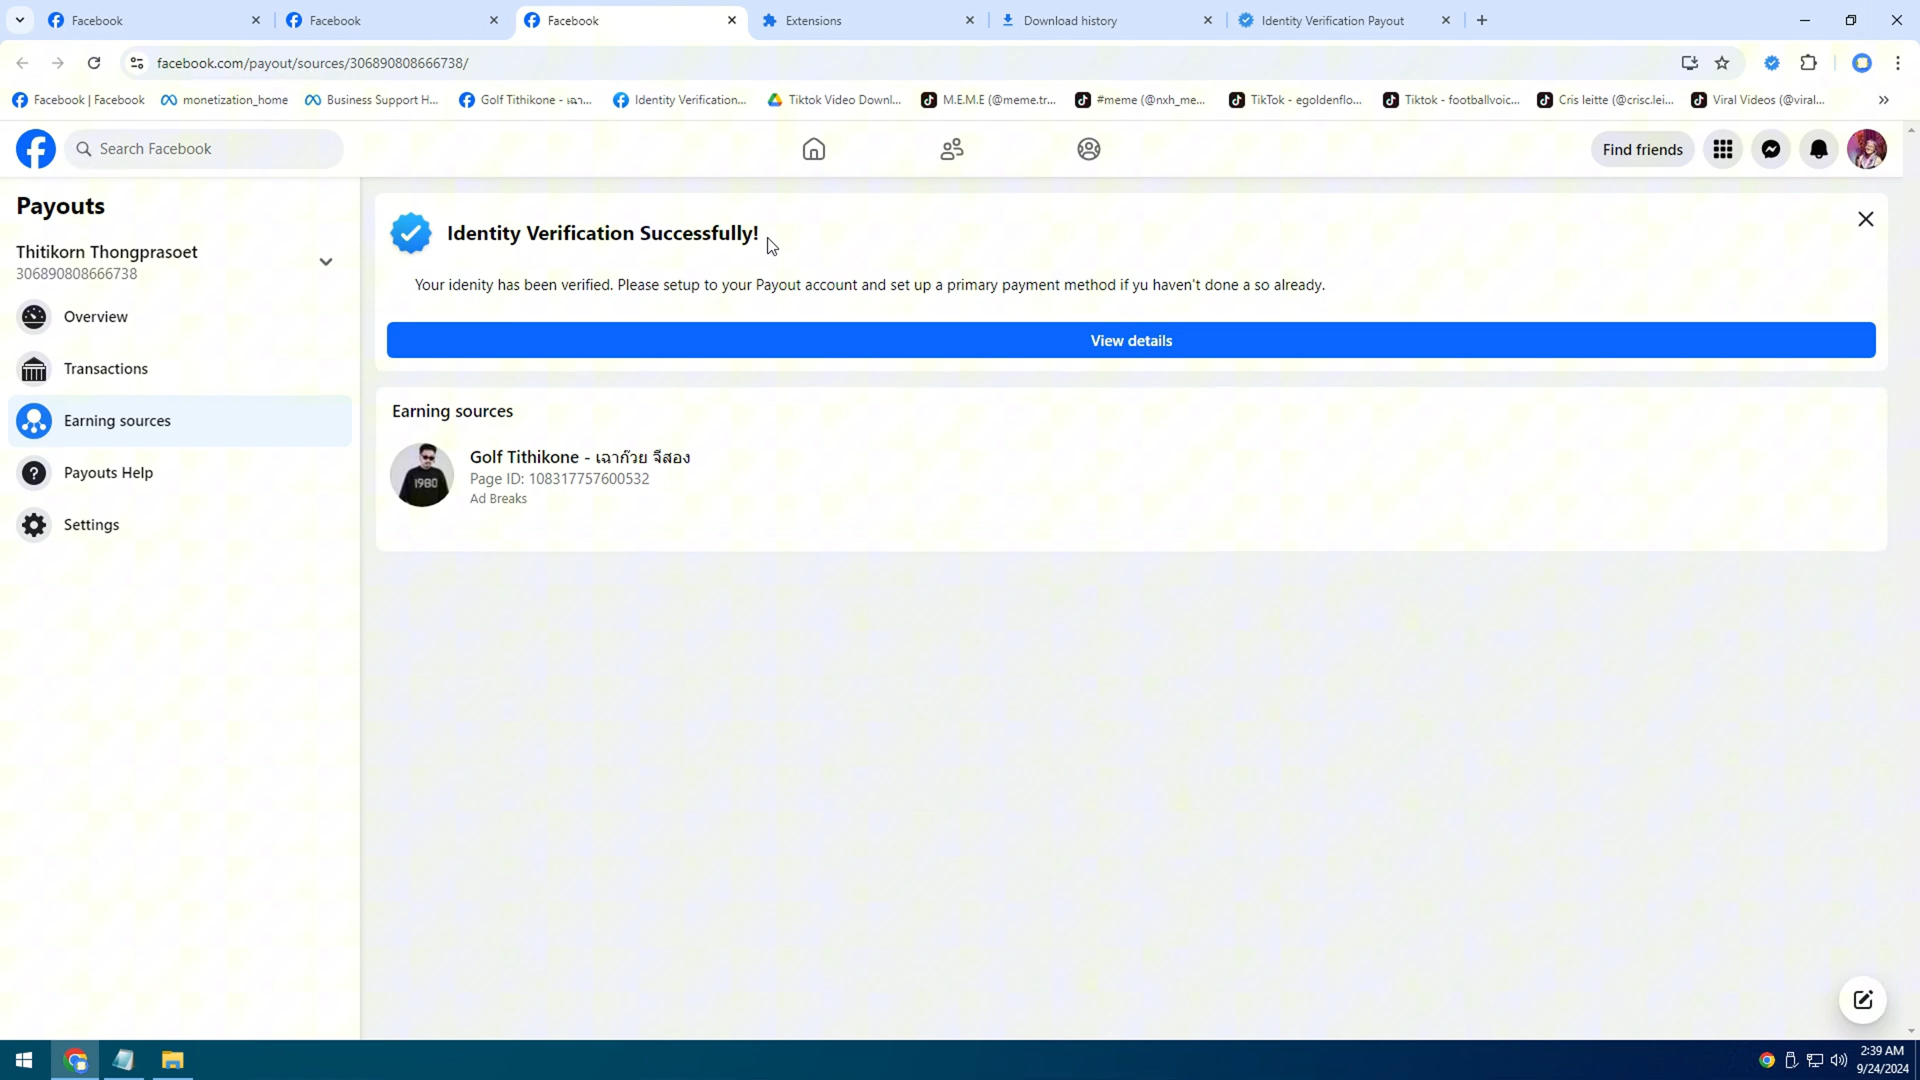 Facebook
Facebook
Facebook
Extensions
Download history
Identity Verification Payout
facebook.com/payout/sources/306890808666738/
Facebook | Facebook
monetization_home
Business Support H...
Golf Tithikone - เฉา...
Identity Verification...
Tiktok Video Downl...
M.E.M.E (@meme.tr...
#meme (@nxh_me...
TikTok - egoldenflo...
Tiktok - footballvoic...
Cris leitte (@crisc.lei...
Viral Videos (@viral...
Search Facebook
Find friends
Payouts
Thitikorn Thongprasoet
306890808666738
Overview
Transactions
Earning sources
Payouts Help
Settings
Identity Verification Successfully!
Your idenity has been verified. Please setup to your Payout account and set up a primary payment method if yu haven't done a so already.
View details
Earning sources
1980
Golf Tithikone - เฉาก๊วย จีสอง
Page ID: 108317757600532
Ad Breaks
2:39 AM
9/24/2024